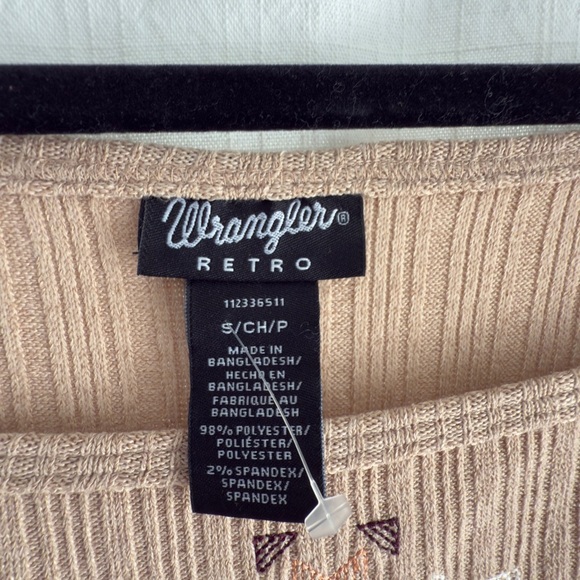 Wrangler®
RETRO
112336511
S/CH/P
MADE IN
BANGLADESH/
HECHO EN
BANGLADESH/
FABRIQUÉ AU
BANGLADESH
98% POLYESTER/
POLIÉSTER/
POLYESTER
2% SPANDEX/
SPANDEX/
SPANDEX